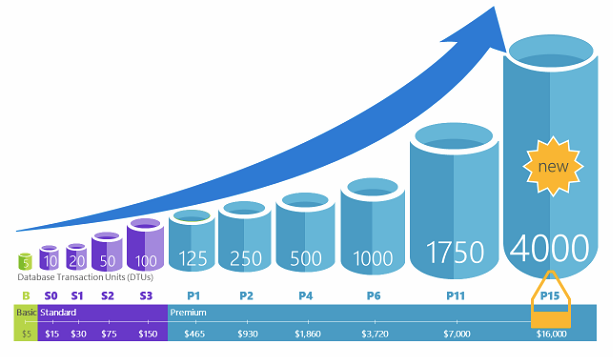 new
5 10 20 50 100 125 250 500 1000 1750 4000
Database Transaction Units (DTUs)
B S0 S1 S2 S3 P1 P2 P4 P6 P11 P15
Basic Standard Premium
$5 $15 $30 $75 $150 $465 $930 $1,860 $3,720 $7,000 $16,000